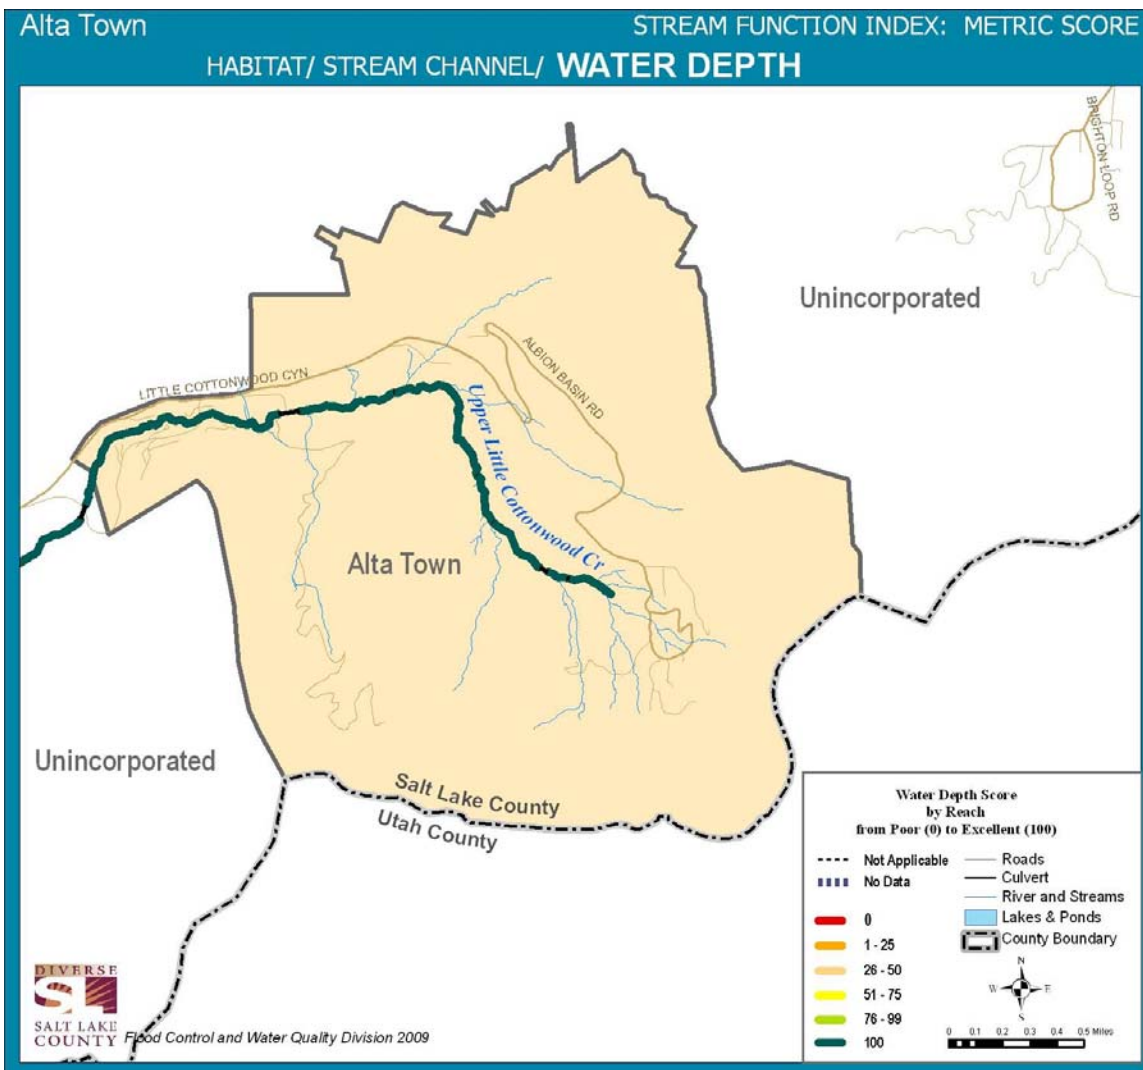 Alta Town
STREAM FUNCTION INDEX: METRIC SCORE
HABITAT/ STREAM CHANNEL/ WATER DEPTH
BRIGHTON LOOP RD
Unincorporated
LITTLE COTTONWOOD CYN
ALBION BASIN RD
Upper Little Cottonwood Cr
Alta Town
Unincorporated
Salt Lake County
Utah County
Water Depth Score
by Reach
from Poor (0) to Excellent (100)
Not Applicable
No Data
0
1 - 25
26 - 50
51 - 75
76 - 99
100
Roads
Culvert
River and Streams
Lakes & Ponds
County Boundary
N
W E
S
0 0.1 0.2 0.3 0.4 0.5 Miles
DIVERSE
SL
SALT LAKE
COUNTY
Flood Control and Water Quality Division 2009